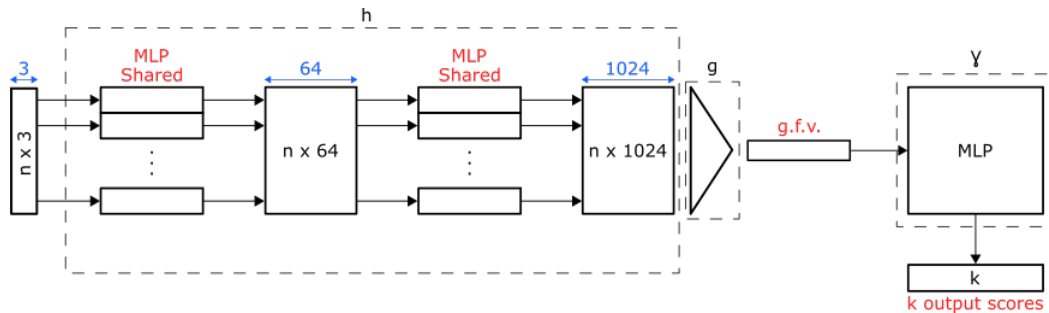 h
3
MLP
Shared
64
MLP
Shared
1024
g
Ɣ
n x 3
⋮
n x 64
⋮
n x 1024
g.f.v.
MLP
k
k output scores